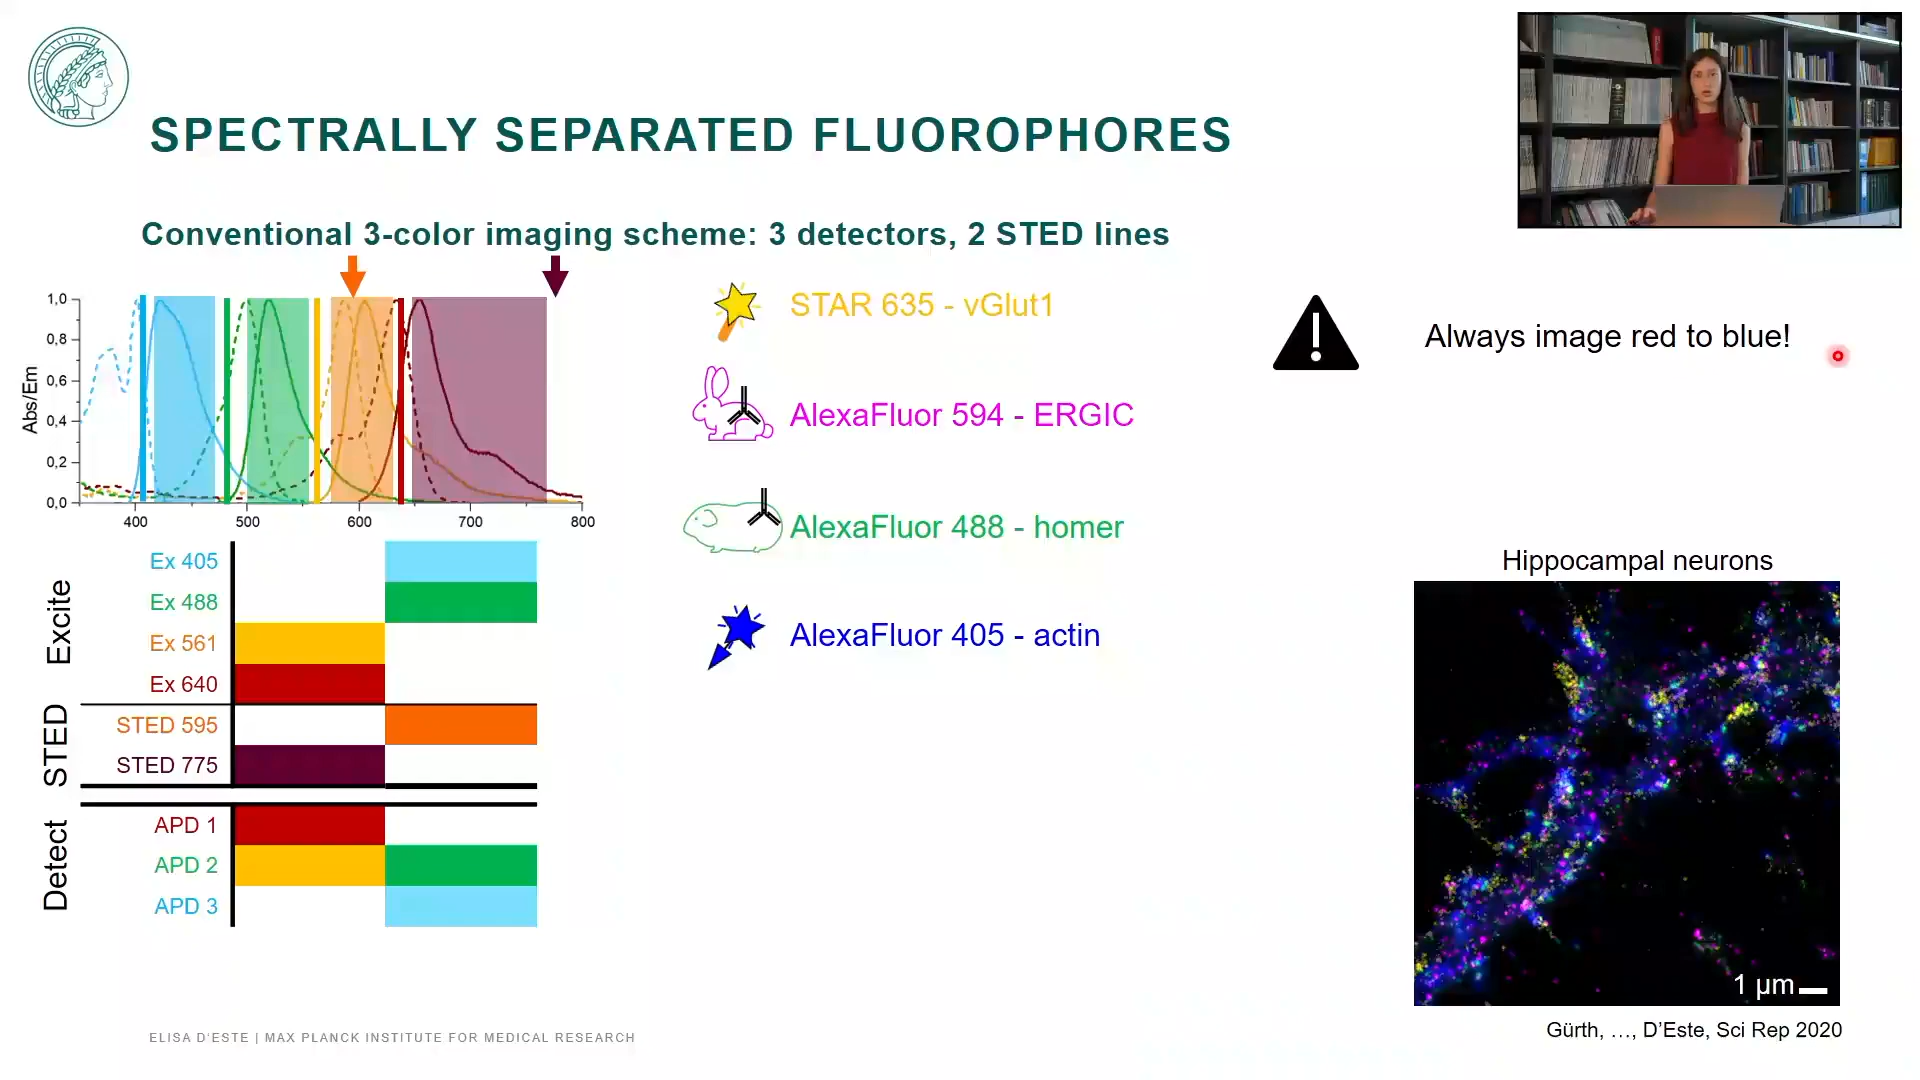 SPECTRALLY SEPARATED FLUOROPHORES
Conventional 3-color imaging scheme: 3 detectors, 2 STED lines
Abs/Em
1,0
0,8
0,6
0,4
0,2
0,0
400 500 600 700 800
STAR 635 - vGlut1
AlexaFluor 594 - ERGIC
AlexaFluor 488 - homer
AlexaFluor 405 - actin
Always image red to blue!
Excite
Ex 405
Ex 488
Ex 561
Ex 640
STED
STED 595
STED 775
Detect
APD 1
APD 2
APD 3
Hippocampal neurons
1 µm
Gürth, …, D’Este, Sci Rep 2020
ELISA D‘ESTE | MAX PLANCK INSTITUTE FOR MEDICAL RESEARCH